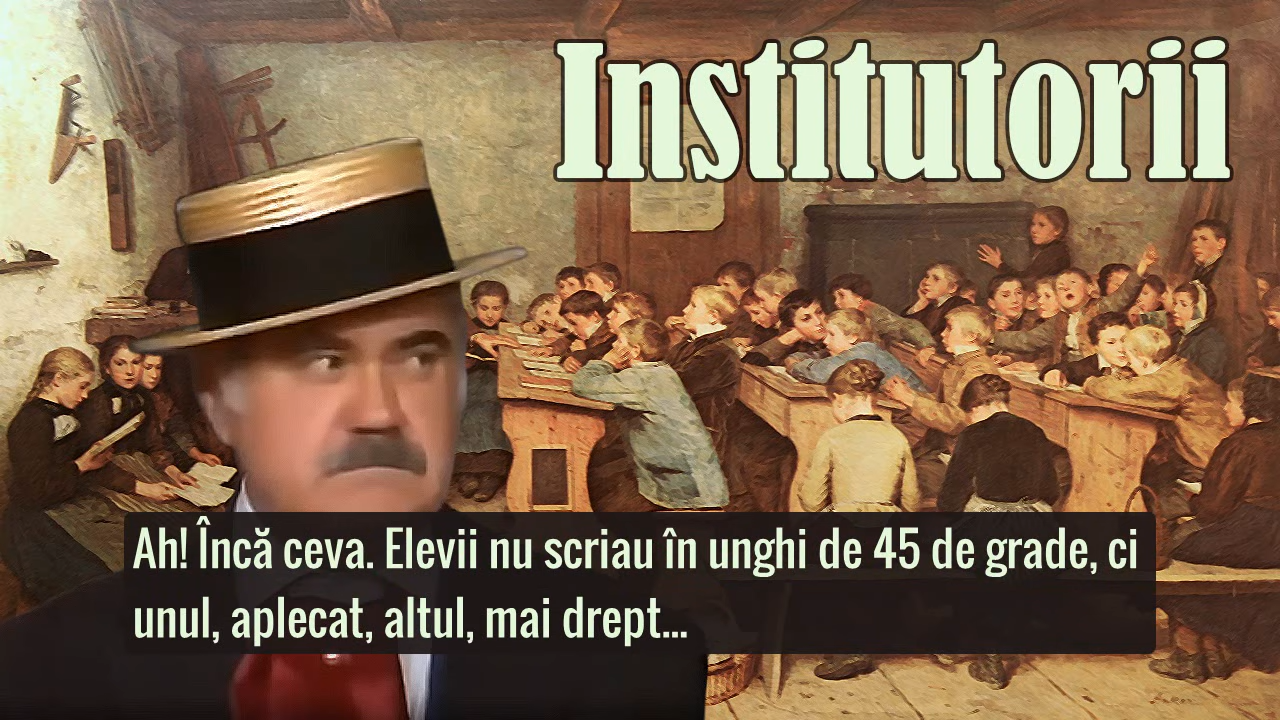 Institutorii
Ah! Încă ceva. Elevii nu scriau în unghi de 45 de grade, ci
unul, aplecat, altul, mai drept...